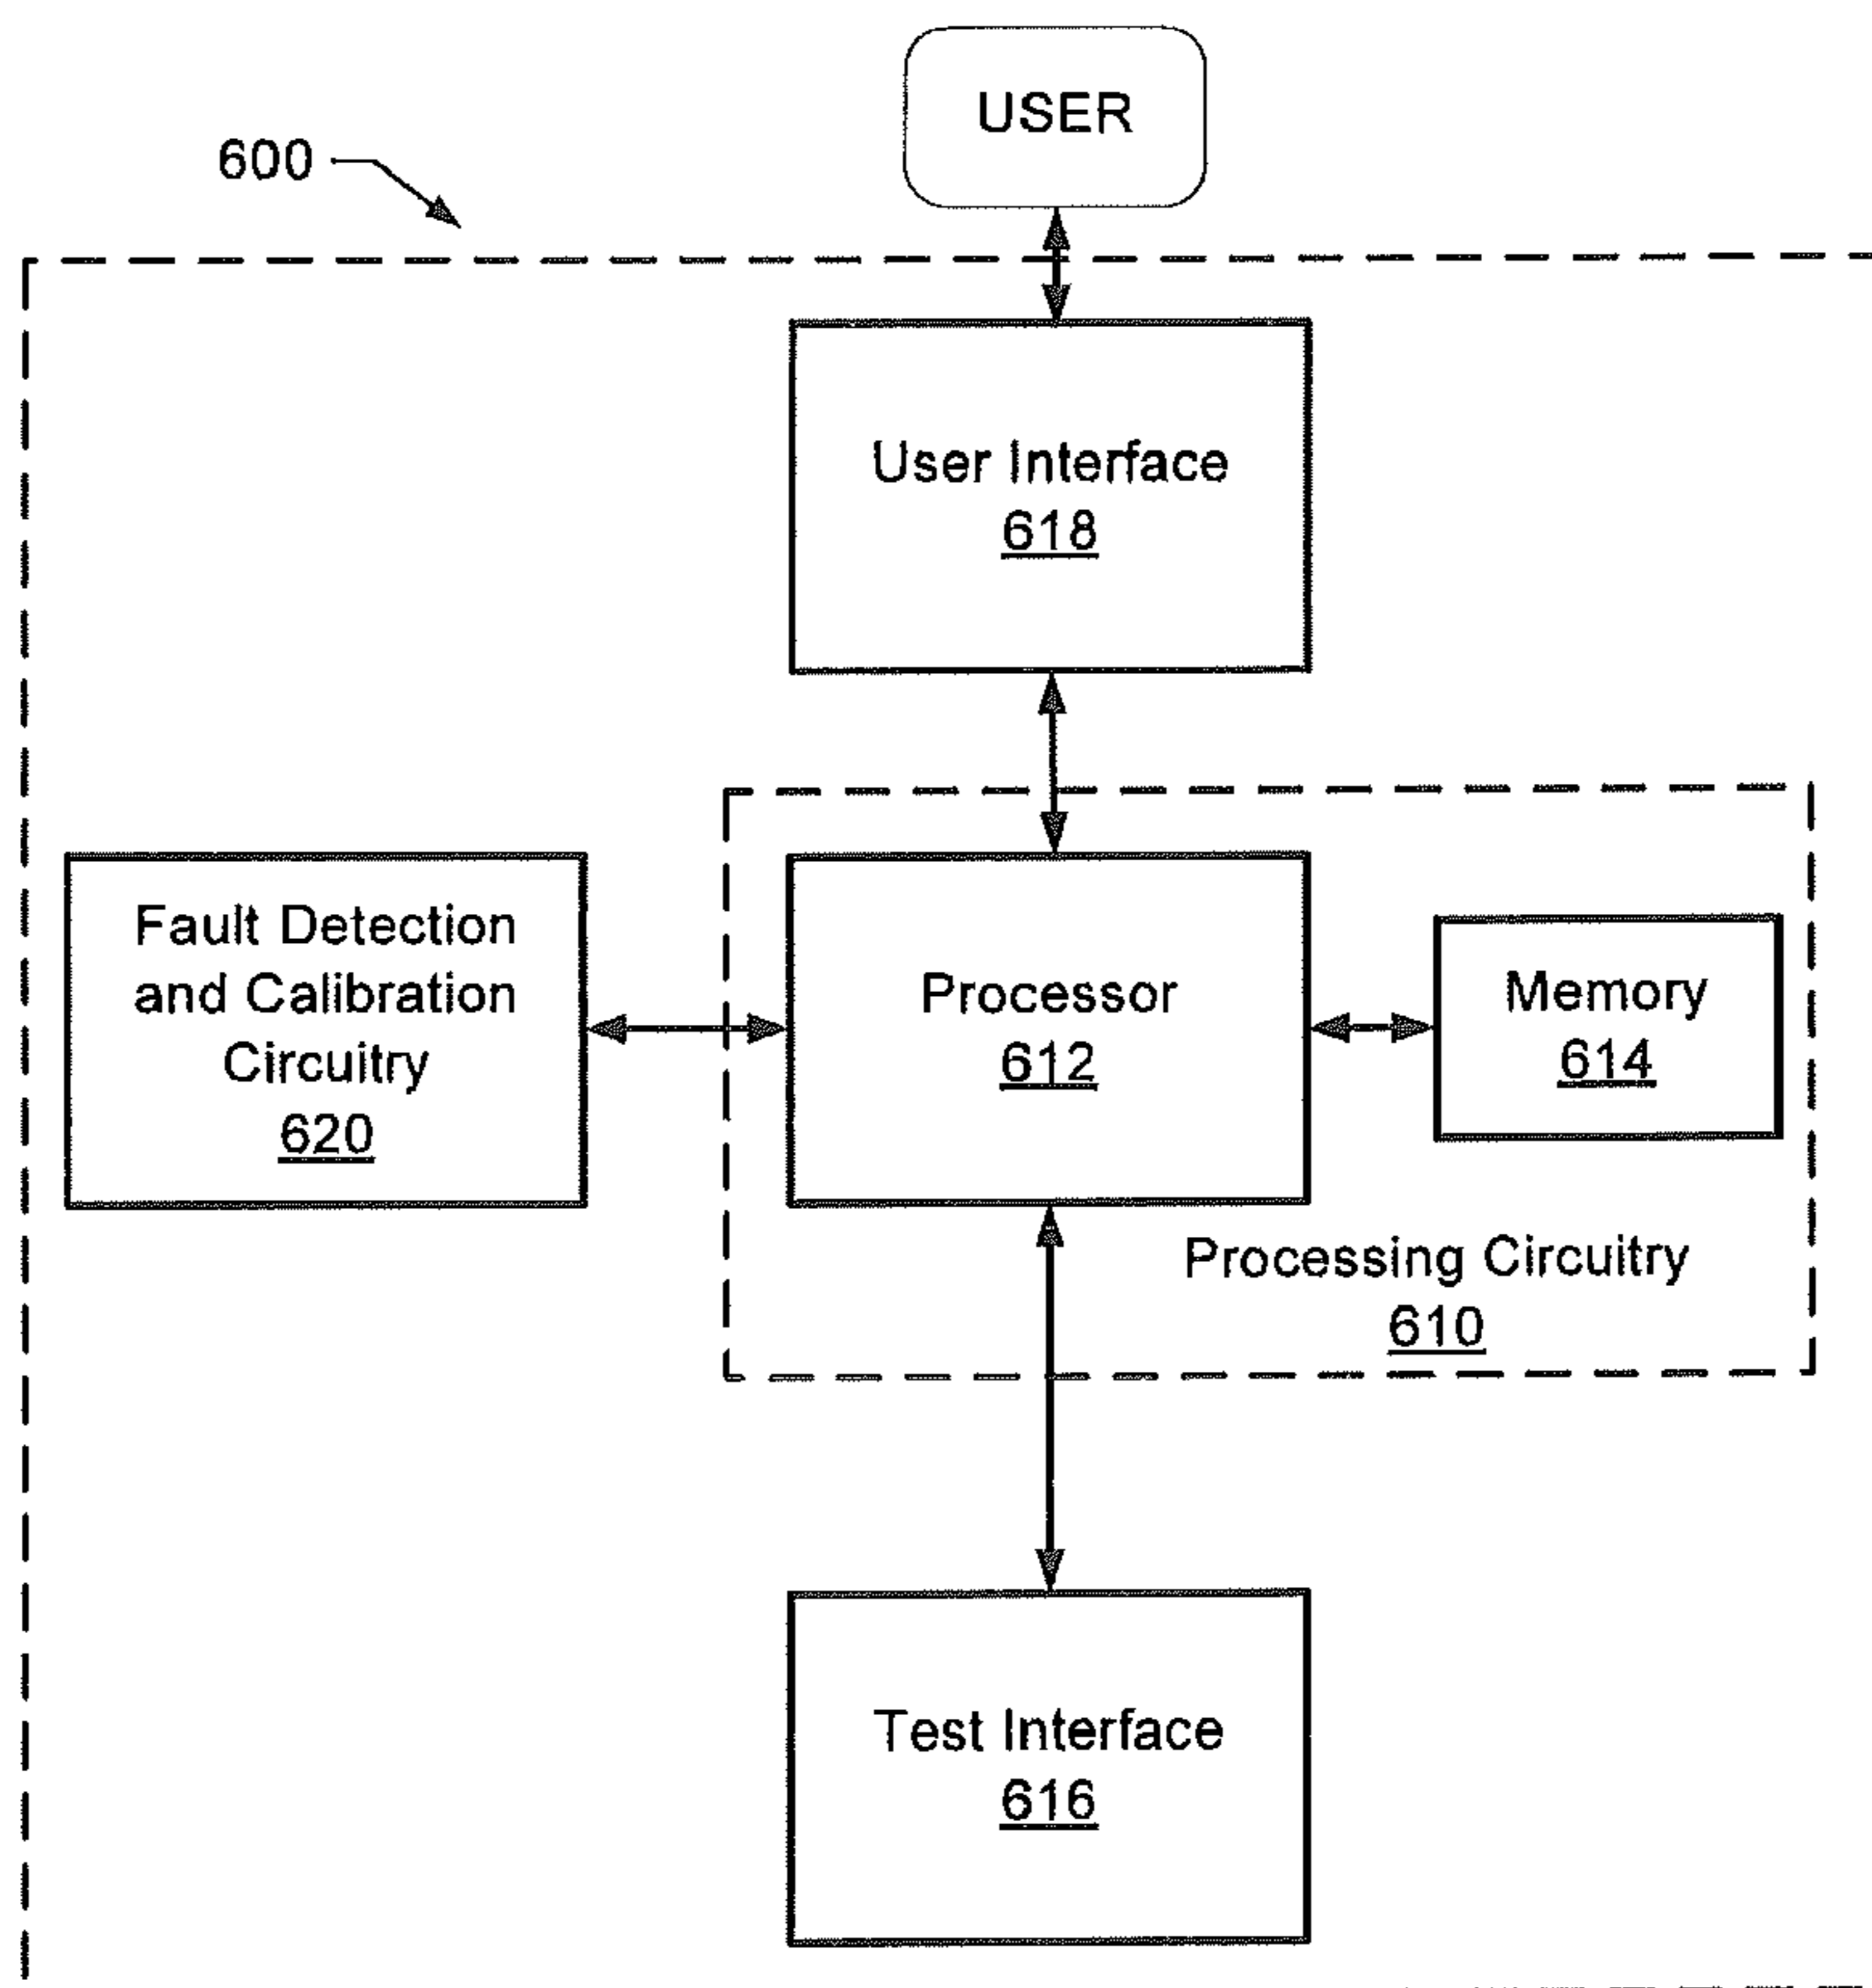 USER
600
User Interface
618
Fault Detection
and Calibration
Circuitry
620
Processor
612
Memory
614
Processing Circuitry
610
Test Interface
616